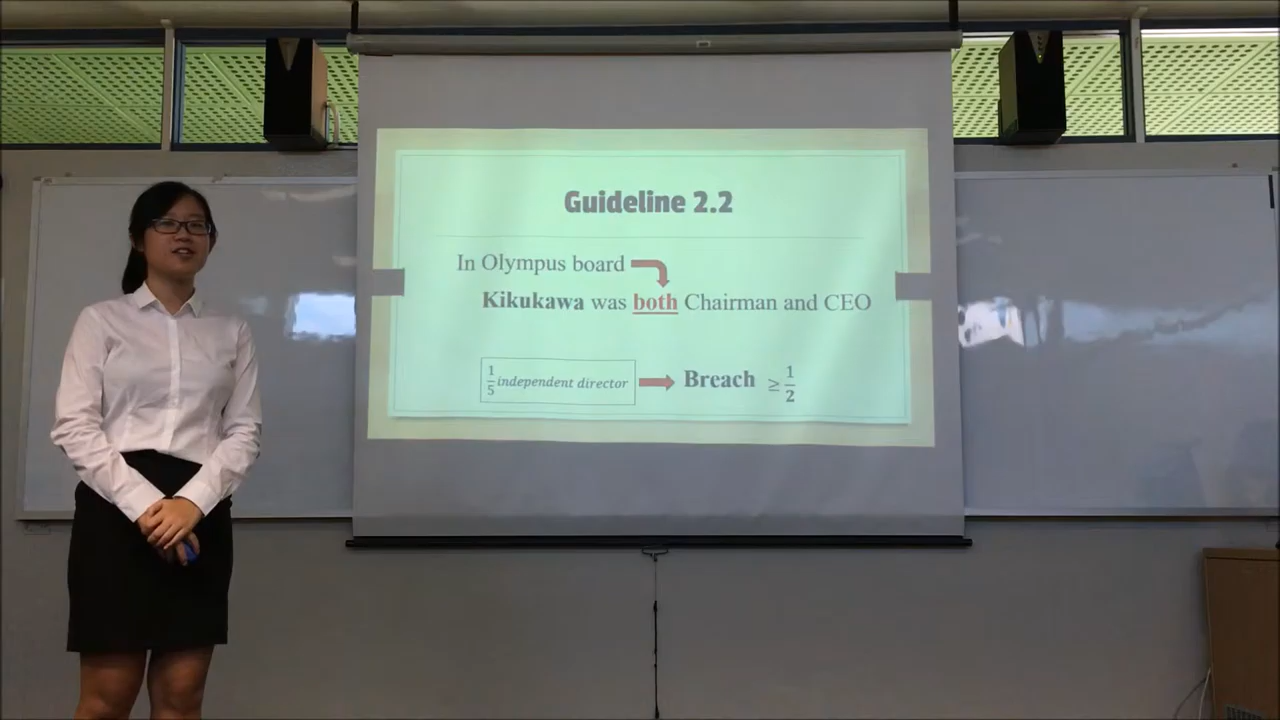 Guideline 2.2
In Olympus board
Kikukawa was both Chairman and CEO
1/5 independent director Breach ≥ 1/2